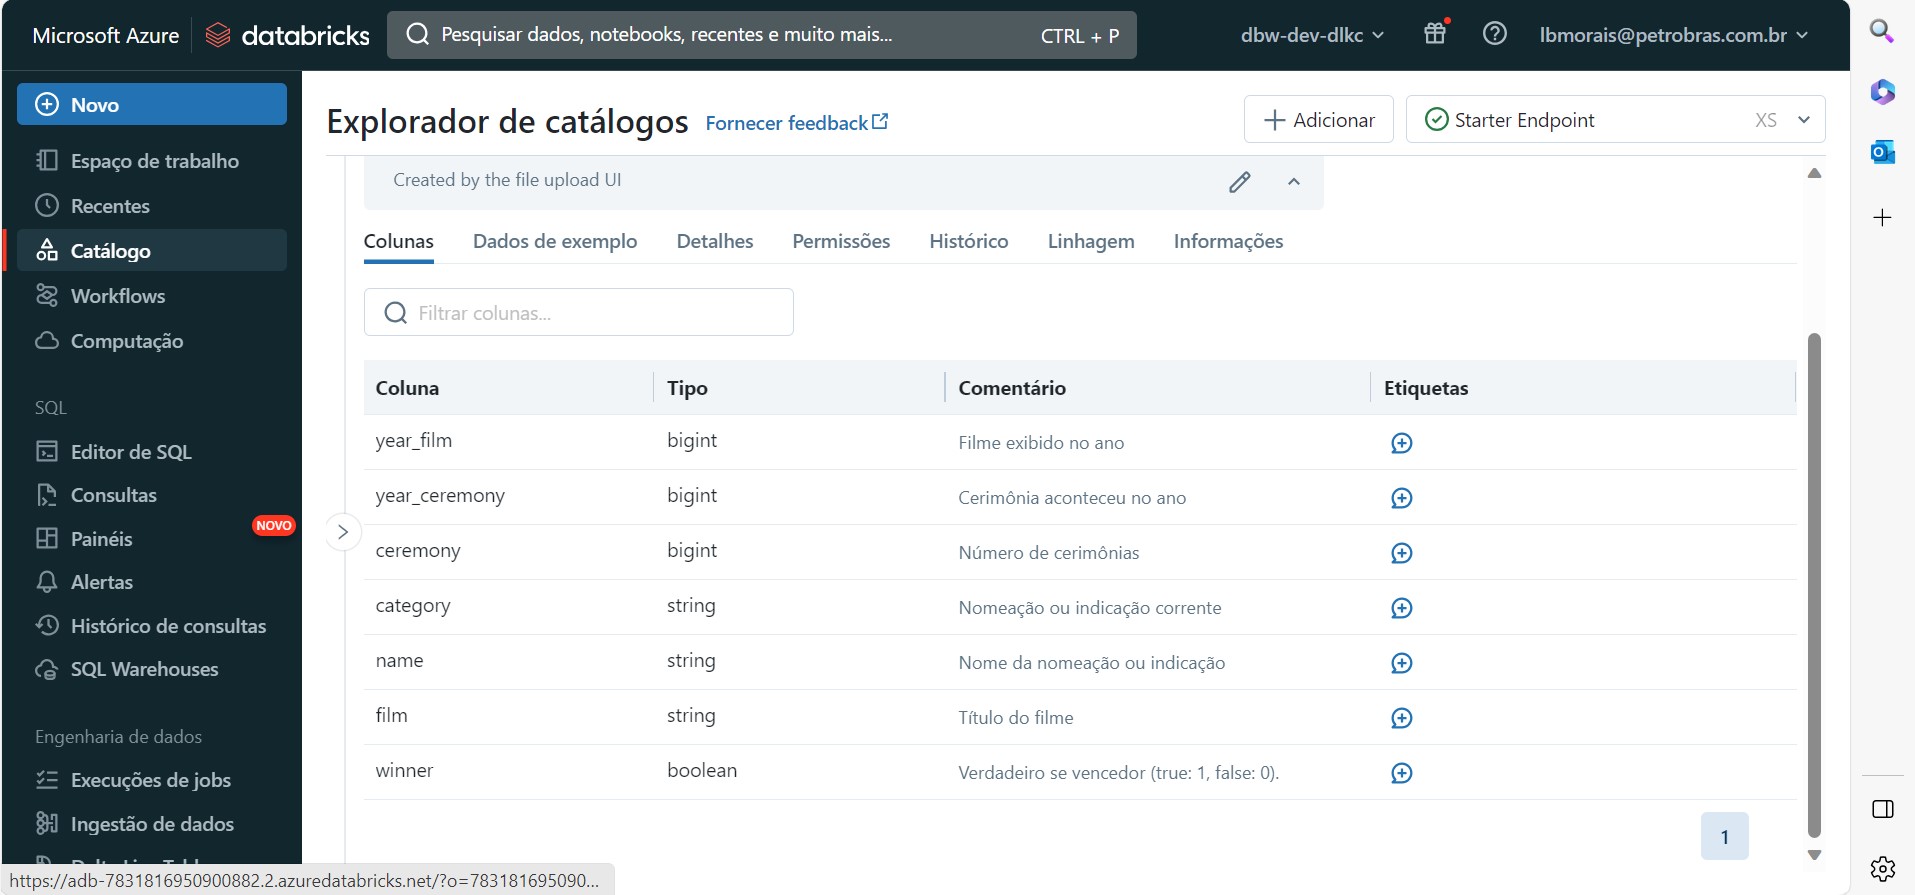 Microsoft Azure
databricks
Pesquisar dados, notebooks, recentes e muito mais...
CTRL + P
dbw-dev-dlkc
lbmorais@petrobras.com.br
Novo
Espaço de trabalho
Recentes
Catálogo
Workflows
Computação
SQL
Editor de SQL
Consultas
Painéis
NOVO
Alertas
Histórico de consultas
SQL Warehouses
Engenharia de dados
Execuções de jobs
Ingestão de dados
https://adb-7831816950900882.2.azuredatabricks.net/?o=783181695090...
Explorador de catálogos
Fornecer feedback
Adicionar
Starter Endpoint
XS
Created by the file upload UI
Colunas Dados de exemplo Detalhes Permissões Histórico Linhagem Informações
Filtrar colunas...
Coluna Tipo Comentário Etiquetas
year_film bigint Filme exibido no ano
year_ceremony bigint Cerimônia aconteceu no ano
ceremony bigint Número de cerimônias
category string Nomeação ou indicação corrente
name string Nome da nomeação ou indicação
film string Título do filme
winner boolean Verdadeiro se vencedor (true: 1, false: 0).
1